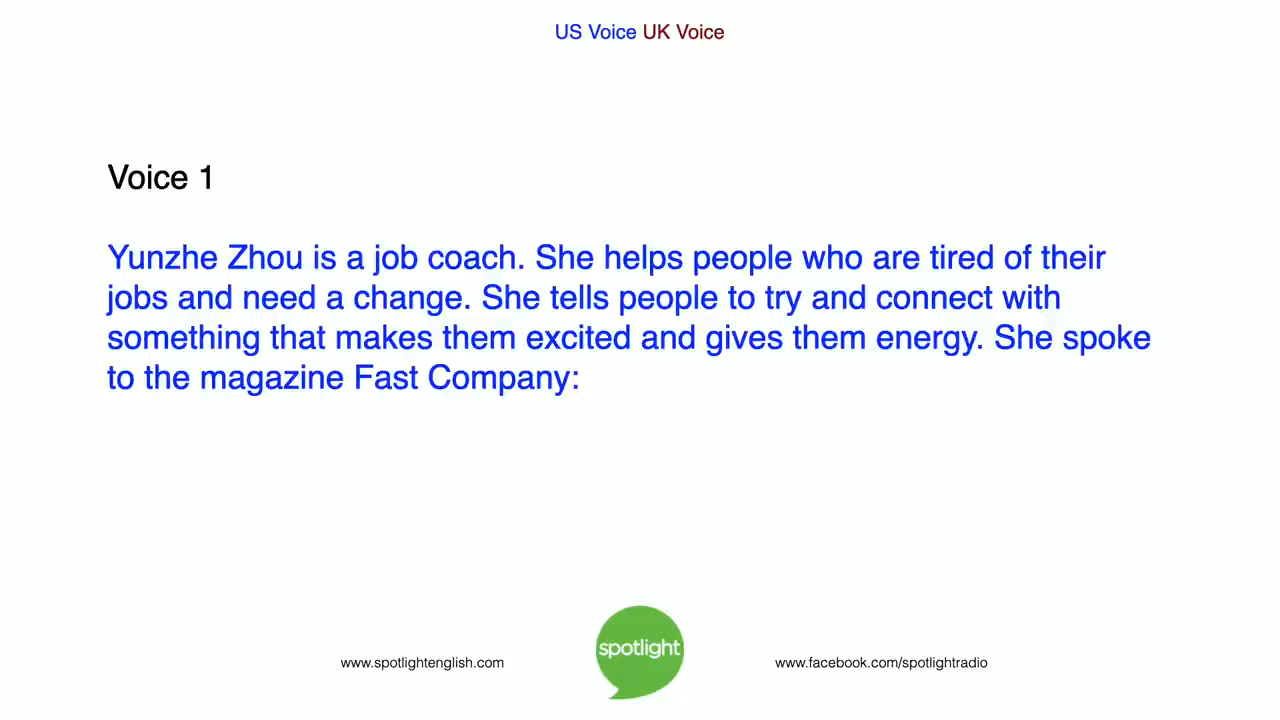 US Voice UK Voice
Voice 1
Yunzhe Zhou is a job coach. She helps people who are tired of their
jobs and need a change. She tells people to try and connect with
something that makes them excited and gives them energy. She spoke
to the magazine Fast Company:
www.spotlightenglish.com
spotlight
www.facebook.com/spotlightradio